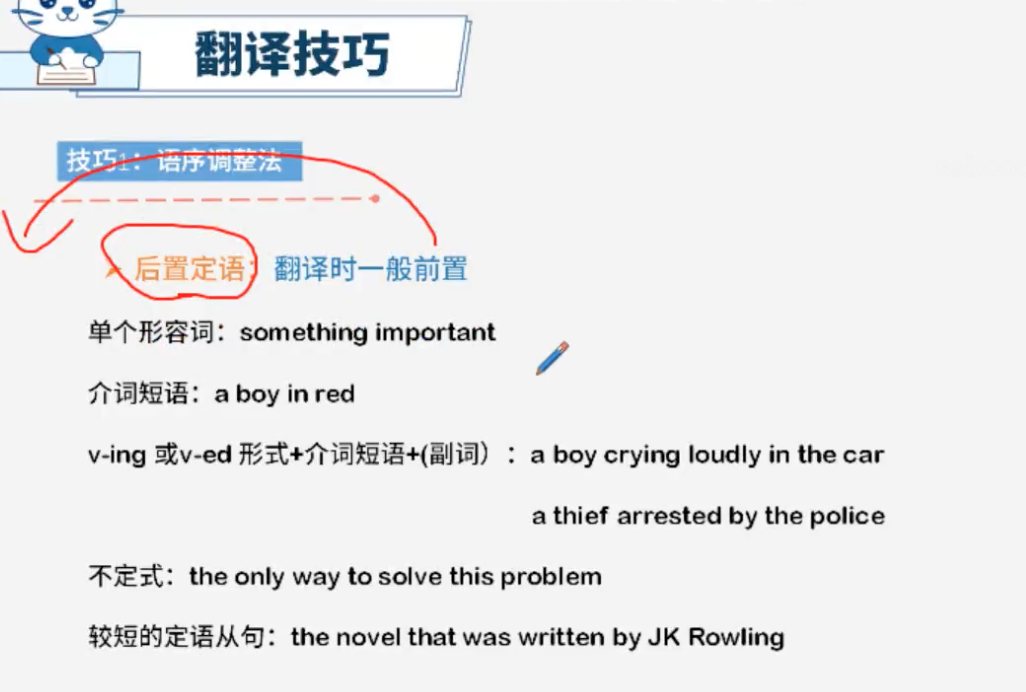 翻译技巧
技巧1：语序调整法
后置定语：翻译时一般前置
单个形容词：something important
介词短语：a boy in red
v-ing 或v-ed 形式+介词短语+(副词）：a boy crying loudly in the car
a thief arrested by the police
不定式：the only way to solve this problem
较短的定语从句：the novel that was written by JK Rowling